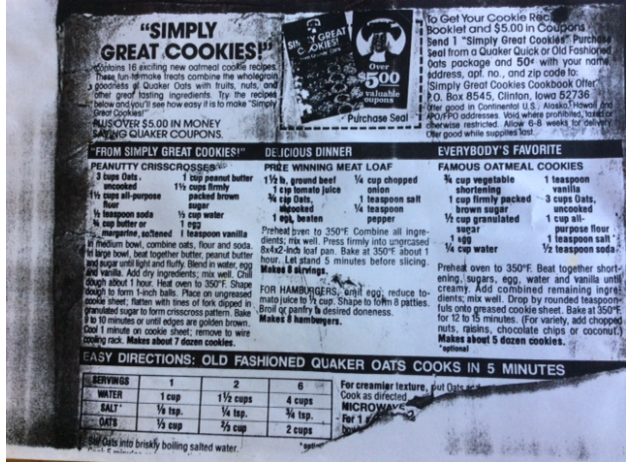 "SIMPLY
GREAT COOKIES!"
Contains 16 exciting new oatmeal cookie recipes.
These fun-to-make treats combine the wholegrain
goodness of Quaker Oats with fruits, nuts, and
other great tasting ingredients. Try the recipes
below and you'll see how easy it is to make "Simply
Great Cookies!"
PLUS OVER $5.00 IN MONEY
SAVING QUAKER COUPONS.
Over
$5.00
valuable
coupons
Purchase Seal
To Get Your Cookie
Booklet and $5.00 in Coupons
Send 1 "Simply Great Cookies" Purchase
Seal from a Quaker Quick or Old Fashioned
Oats package and 50¢ with your name,
address, apt. no., and zip code to:
"Simply Great Cookies Cookbook Offer"
P.O. Box 8545, Clinton, Iowa 52736
Offer good in Continental U.S., Alaska, Hawaii and
APO/FPO addresses. Void where prohibited, taxed or
otherwise restricted. Allow 6-8 weeks for delivery.
Offer good while supplies last.
"FROM SIMPLY GREAT COOKIES!"
PEANUTTY CRISSCROSSES
3 cups Oats, 1 cup peanut butter
uncooked 1½ cups firmly
1½ cups all-purpose packed brown
flour sugar
½ teaspoon soda ½ cup water
¾ cup butter or 1 egg
margarine, softened 1 teaspoon vanilla
In medium bowl, combine oats, flour and soda.
In large bowl, beat together butter, peanut butter
and sugar until light and fluffy. Blend in water, egg
and vanilla. Add dry ingredients; mix well. Chill
dough about 1 hour. Heat oven to 350°F. Shape
dough to form 1-inch balls. Place on ungreased
cookie sheet; flatten with tines of fork dipped in
granulated sugar to form crisscross pattern. Bake
9 to 10 minutes or until edges are golden brown.
Cool 1 minute on cookie sheet; remove to wire
cooling rack. Makes about 7 dozen cookies.
DELICIOUS DINNER
PRIZE WINNING MEAT LOAF
1½ lb. ground beef ¼ cup chopped
1 cup tomato juice onion
¾ cup Oats, 1 teaspoon salt
uncooked ¼ teaspoon
1 egg, beaten pepper
Preheat oven to 350°F. Combine all ingre-
dients; mix well. Press firmly into ungreased
8x4x2-inch loaf pan. Bake at 350°F about 1
hour. Let stand 5 minutes before slicing.
Makes 8 servings.
FOR HAMBURGERS, omit egg; reduce to-
mato juice to ½ cup. Shape to form 8 patties.
Broil or pantry to desired doneness.
Makes 8 hamburgers.
EVERYBODY'S FAVORITE
FAMOUS OATMEAL COOKIES
¾ cup vegetable 1 teaspoon
shortening vanilla
1 cup firmly packed 3 cups Oats,
brown sugar uncooked
½ cup granulated 1 cup all-
sugar purpose flour
1 egg 1 teaspoon salt*
¼ cup water ½ teaspoon soda
Preheat oven to 350°F. Beat together short-
ening, sugars, egg, water and vanilla until
creamy. Add combined remaining ingre-
dients; mix well. Drop by rounded teaspoon-
fuls onto greased cookie sheet. Bake at 350°F
for 12 to 15 minutes. (For variety, add chopped
nuts, raisins, chocolate chips or coconut.)
Makes about 5 dozen cookies.
*optional
EASY DIRECTIONS: OLD FASHIONED QUAKER OATS COOKS IN 5 MINUTES
SERVINGS 1 2 6
WATER 1 cup 1½ cups 4 cups
SALT* ⅛ tsp. ¼ tsp. ¾ tsp.
OATS ⅓ cup ⅔ cup 2 cups
Stir Oats into briskly boiling salted water.
For creamier texture, put Oats
Cook as directed
MICROWAVE
For 1